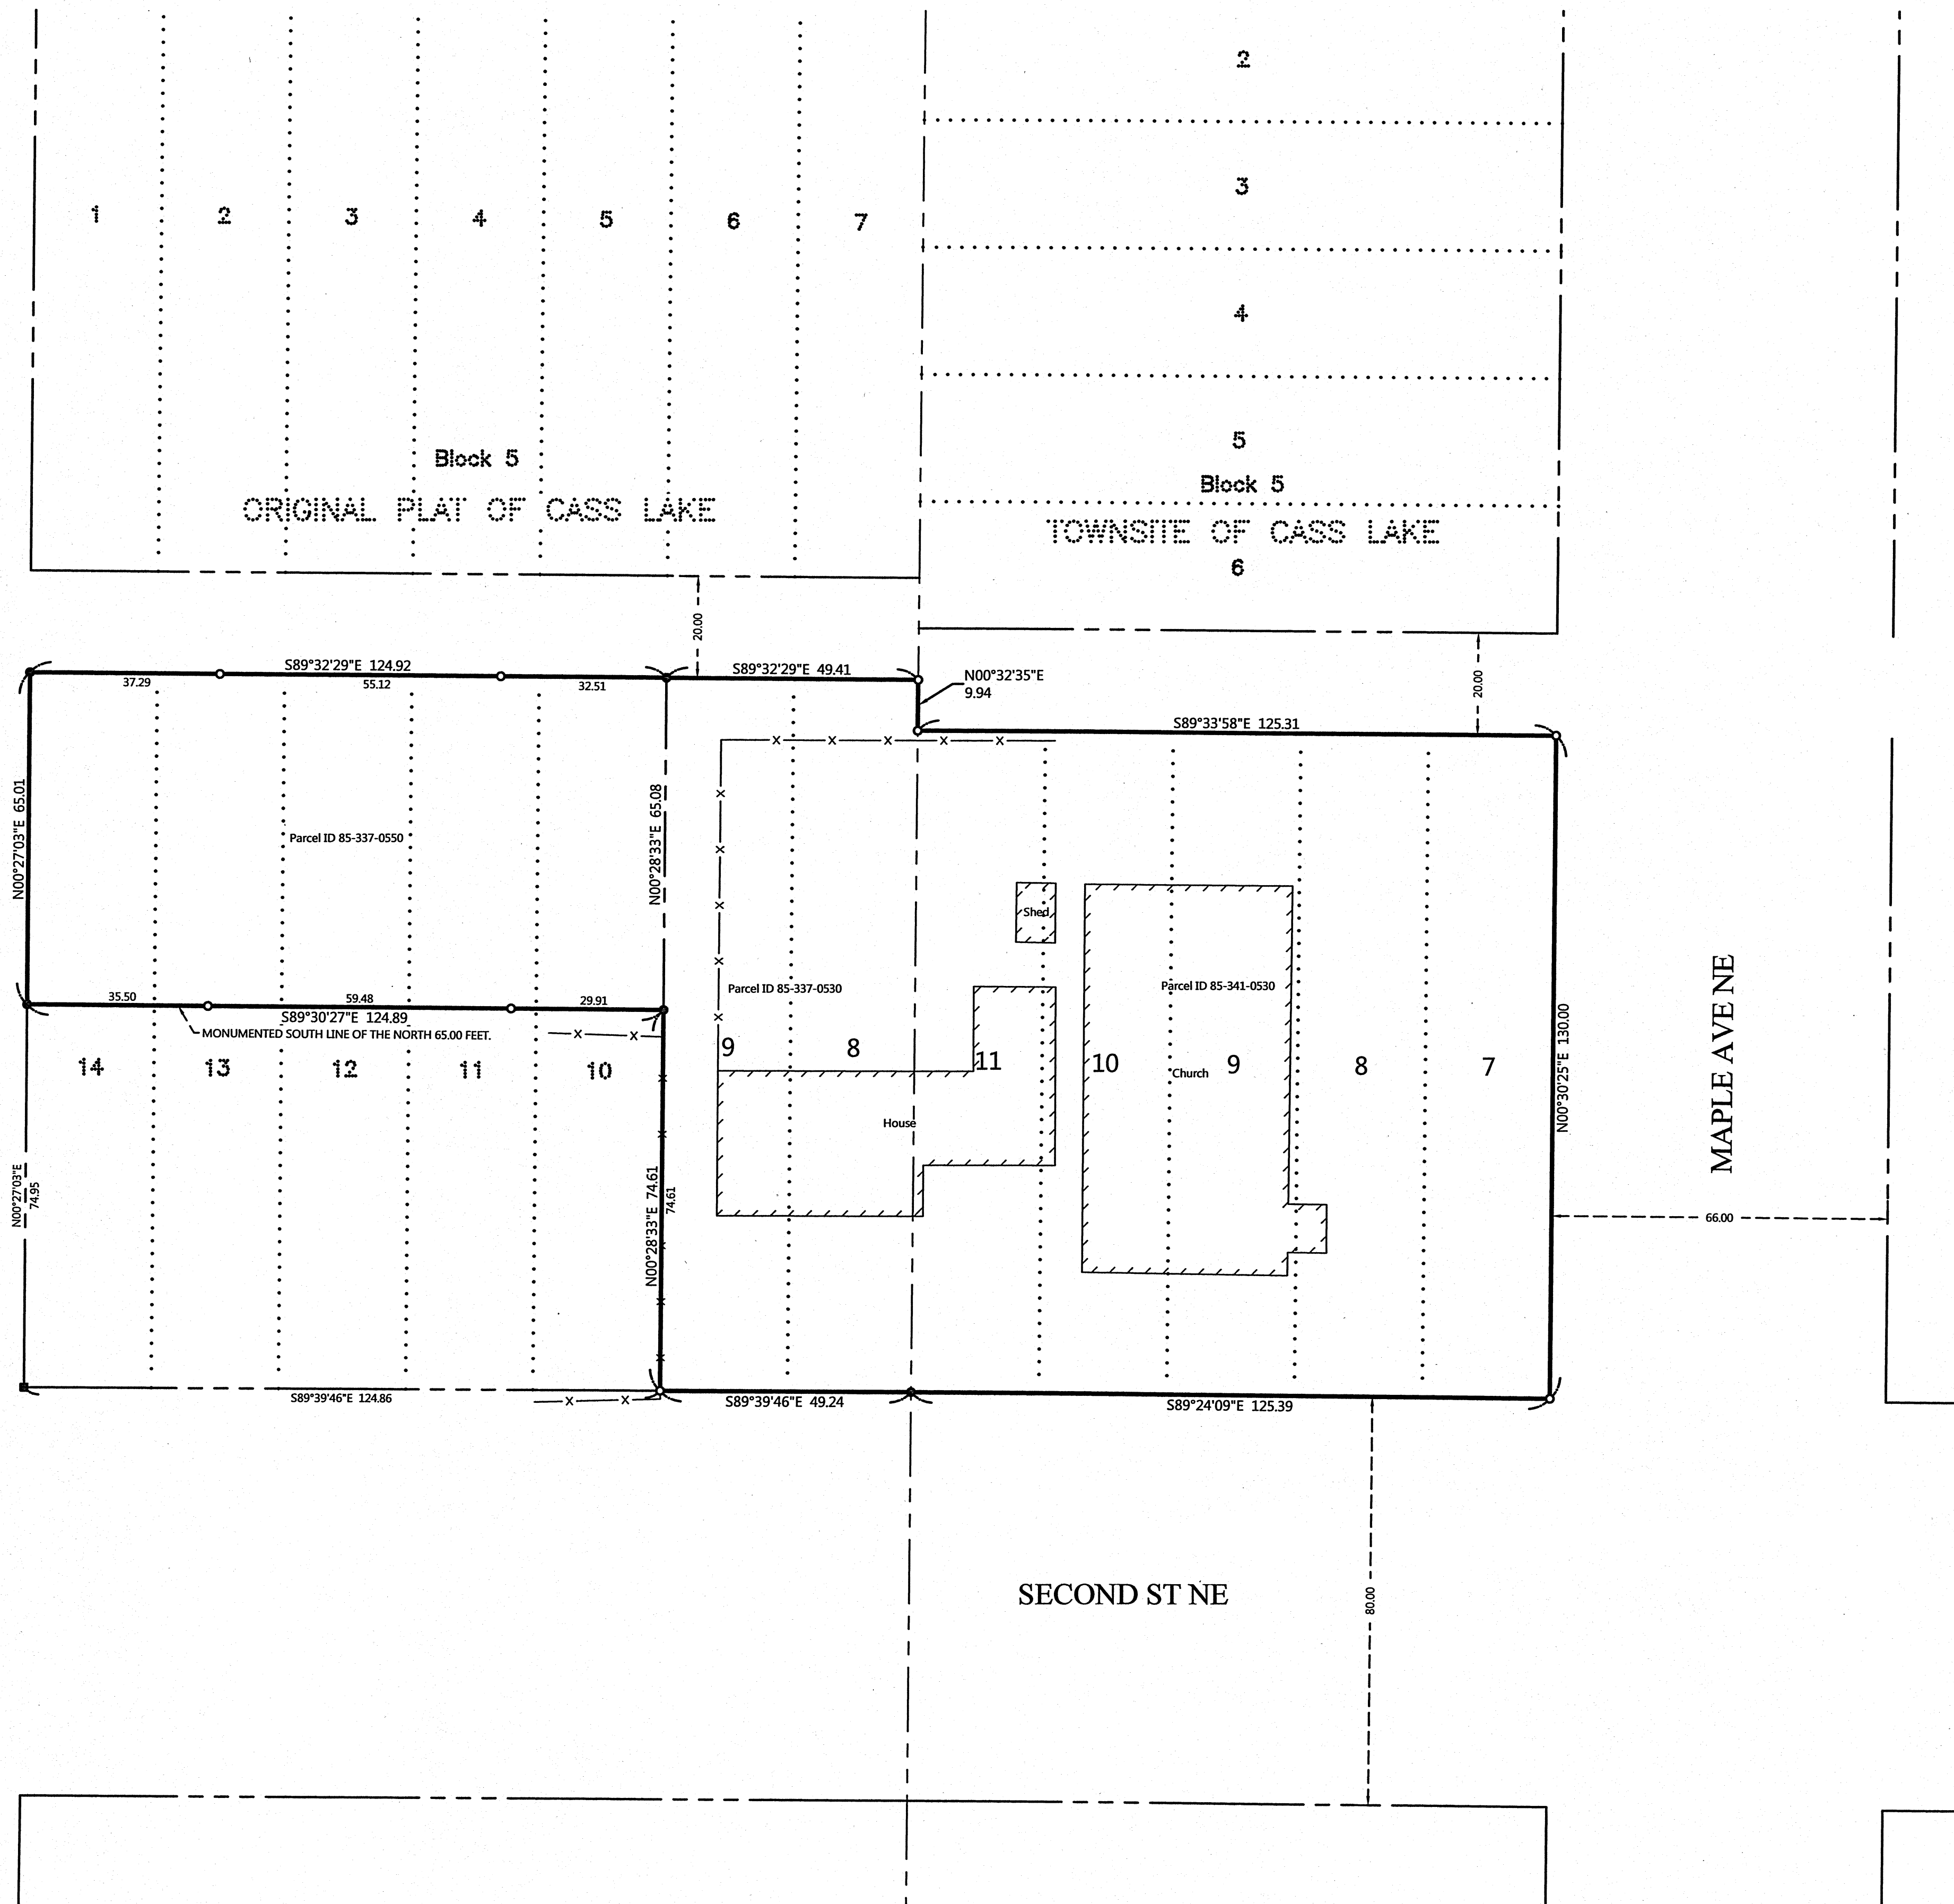 2
3
1
2
3
4
5
6
7
4
5
Block 5
Block 5
ORIGINAL PLAT OF CASS LAKE
TOWNSITE OF CASS LAKE
6
20.00
S89°32'29"E 124.92
37.29
55.12
32.51
S89°32'29"E 49.41
N00°32'35"E
9.94
20.00
S89°33'58"E 125.31
N00°27'03"E 65.01
Parcel ID 85-337-0550
N00°28'33"E 65.08
Shed
Parcel ID 85-337-0530
Parcel ID 85-341-0530
35.50
59.48
29.91
S89°30'27"E 124.89
MONUMENTED SOUTH LINE OF THE NORTH 65.00 FEET.
14
13
12
11
10
9
8
11
10
9
8
7
Church
House
N00°30'25"E 130.00
MAPLE AVE NE
N00°27'03"E
74.95
N00°28'33"E 74.61
74.61
66.00
S89°39'46"E 124.86
S89°39'46"E 49.24
S89°24'09"E 125.39
SECOND ST NE
80.00